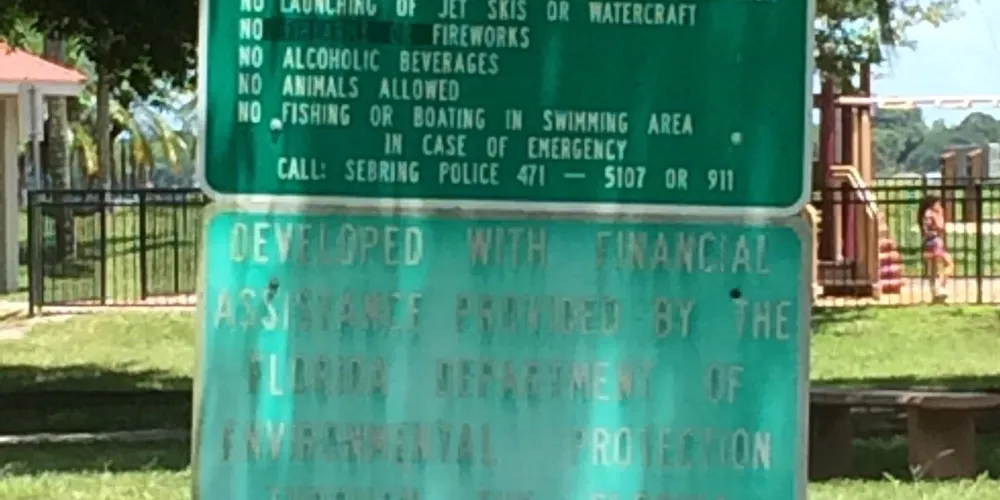 NO LAUNCHING OF JET SKIS OR WATERCRAFT
NO FIREWORKS
NO ALCOHOLIC BEVERAGES
NO ANIMALS ALLOWED
NO FISHING OR BOATING IN SWIMMING AREA
IN CASE OF EMERGENCY
CALL: SEBRING POLICE 471 — 5107 OR 911
DEVELOPED WITH FINANCIAL
ASSISTANCE PROVIDED BY THE
FLORIDA DEPARTMENT OF
ENVIRONMENTAL PROTECTION